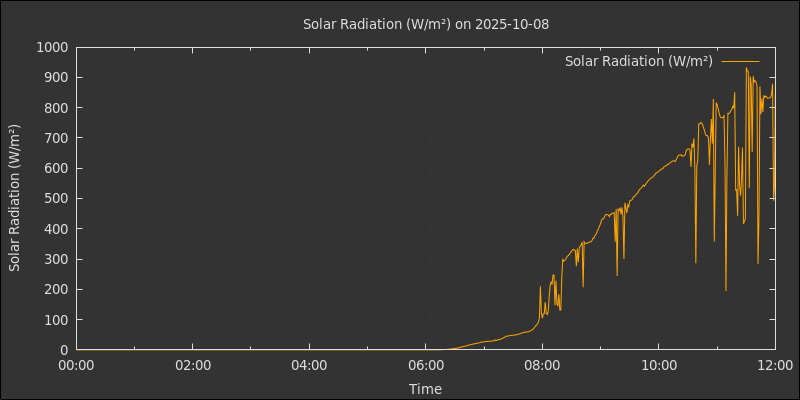 Solar Radiation (W/m²) on 2025-10-08
Solar Radiation (W/m²)
Solar Radiation (W/m²)
1000
900
800
700
600
500
400
300
200
100
0
00:00 02:00 04:00 06:00 08:00 10:00 12:00
Time